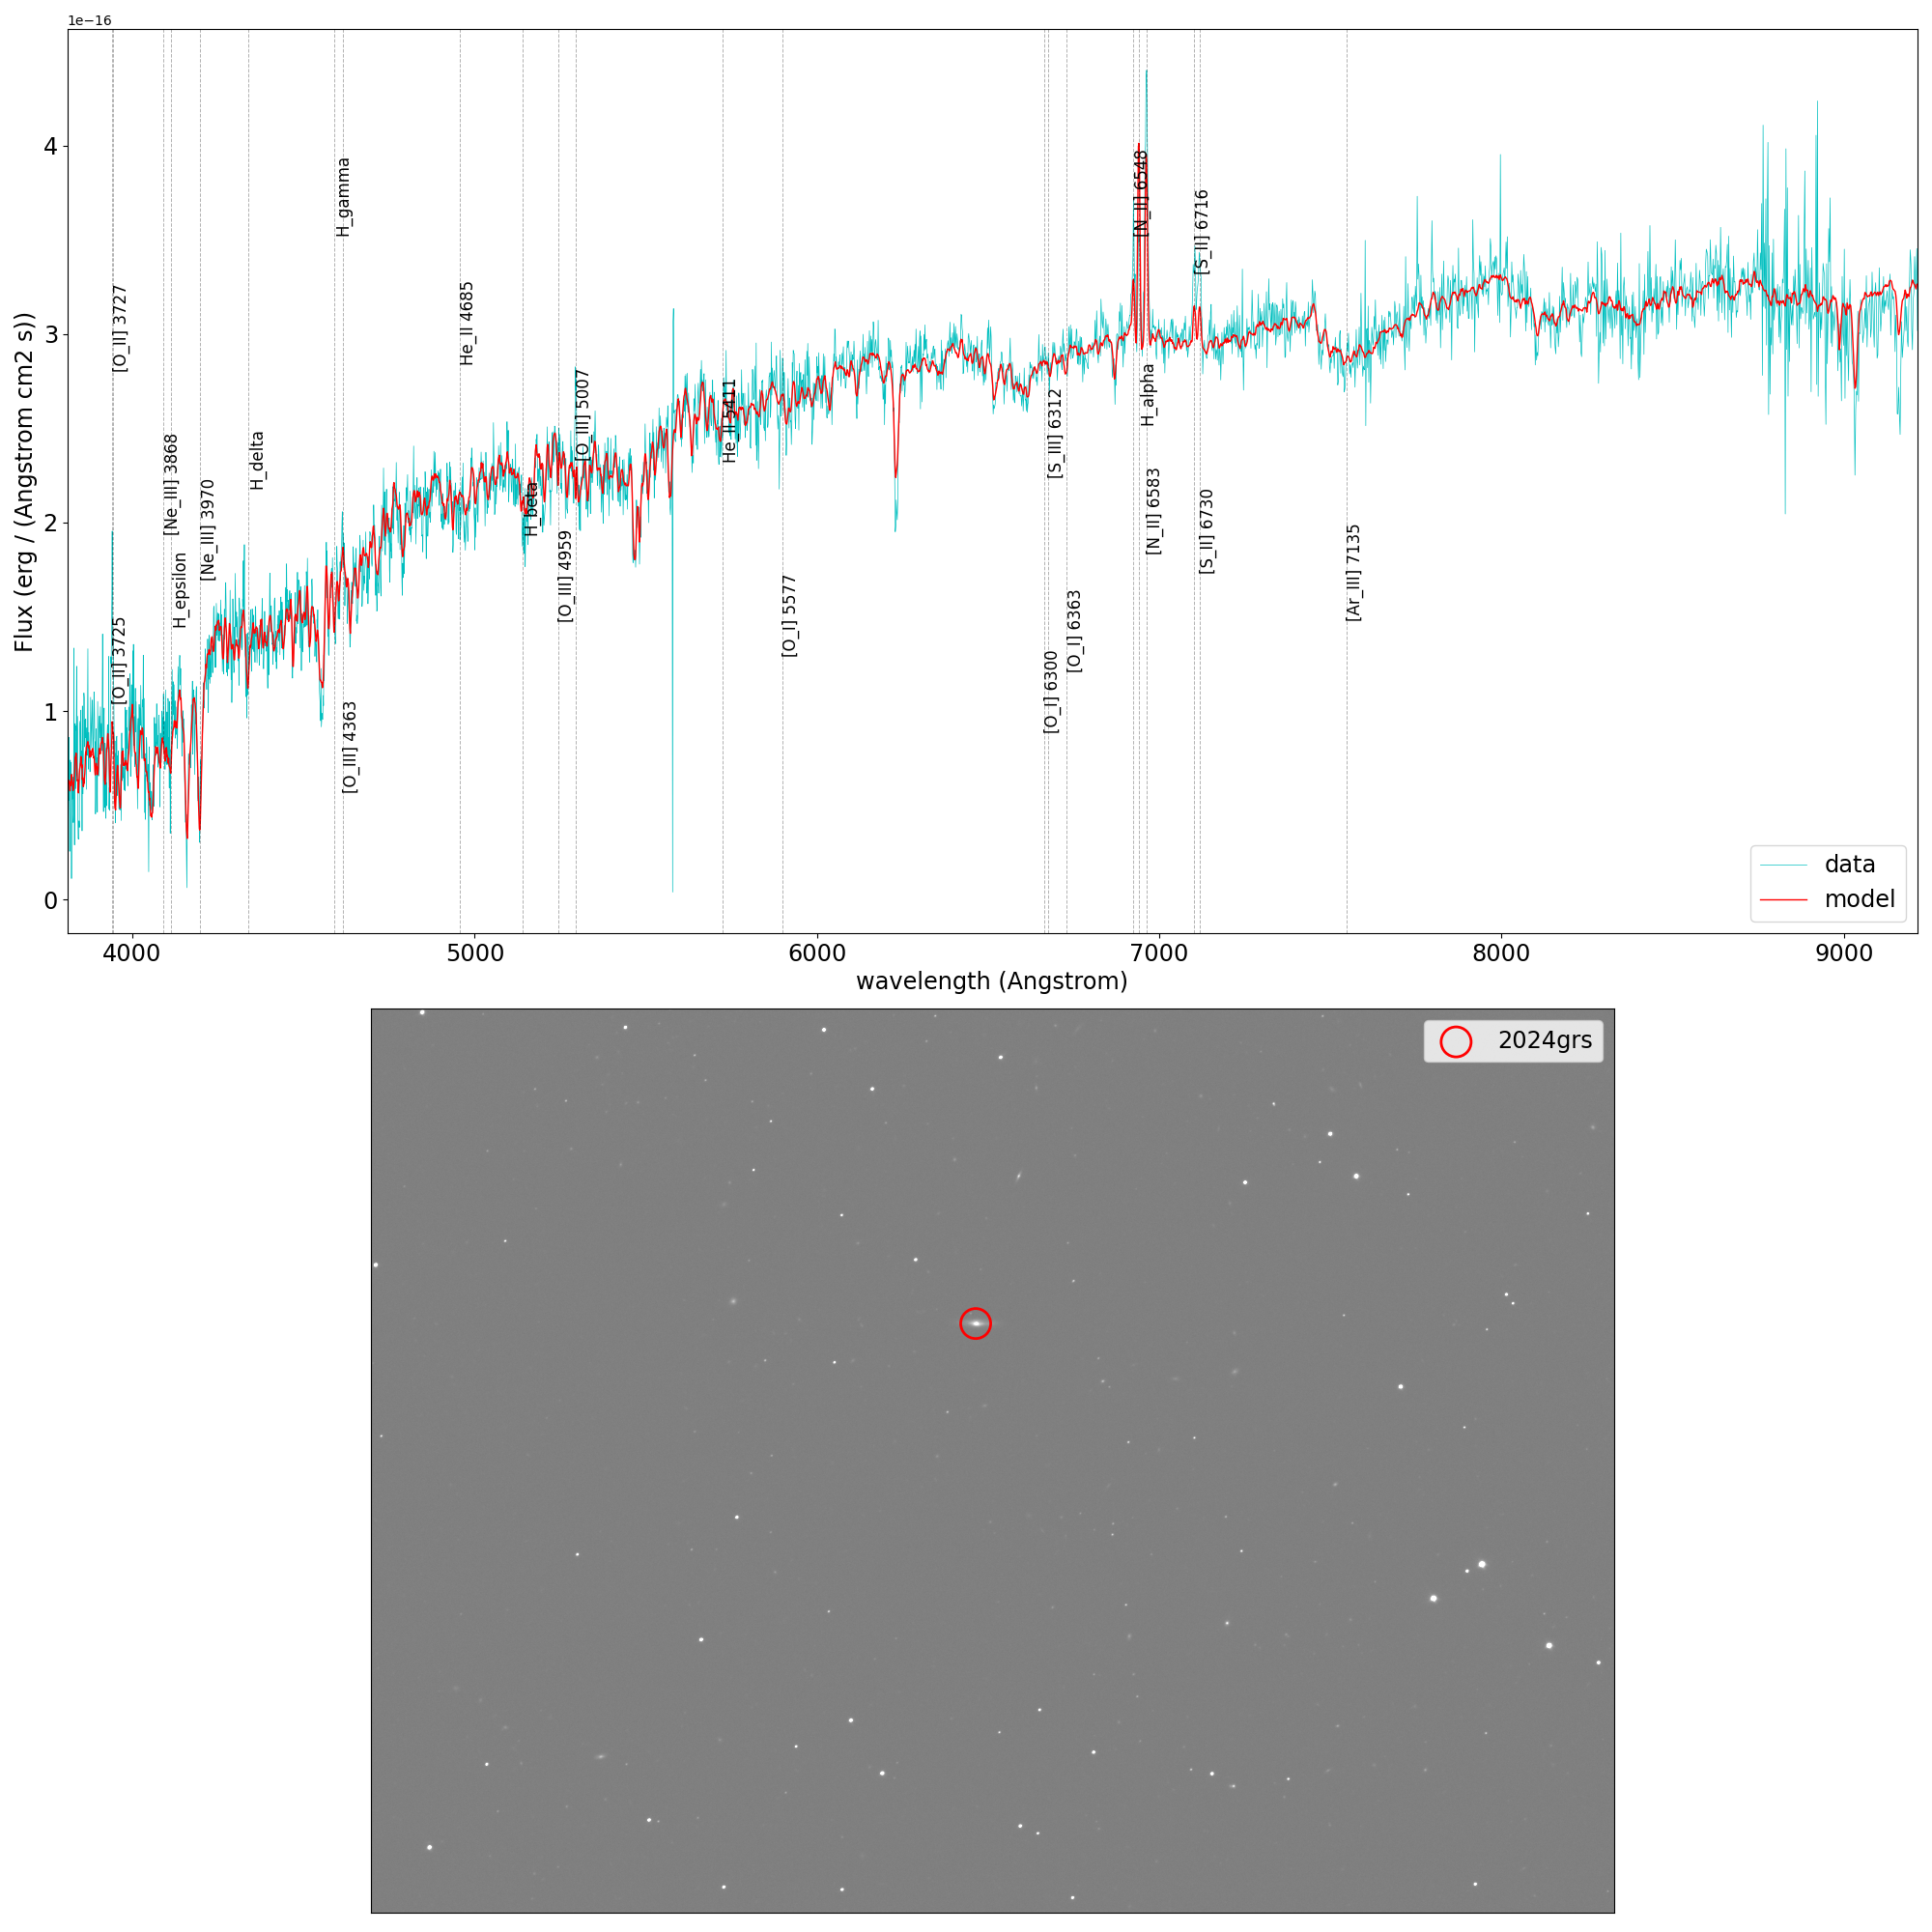 1e−16
Flux (erg / (Angstrom cm2 s))
4
3
2
1
0
[O_II] 3727
[O_II] 3725
[Ne_III] 3868
H_epsilon
[Ne_III] 3970
H_delta
H_gamma
[O_III] 4363
He_II 4685
H_beta
[O_III] 4959
[O_III] 5007
He_II 5411
[O_I] 5577
[O_I] 6300
[S_III] 6312
[O_I] 6363
[N_II] 6548
H_alpha
[N_II] 6583
[S_II] 6716
[S_II] 6730
[Ar_III] 7135
data
model
4000 5000 6000 7000 8000 9000
wavelength (Angstrom)
2024grs